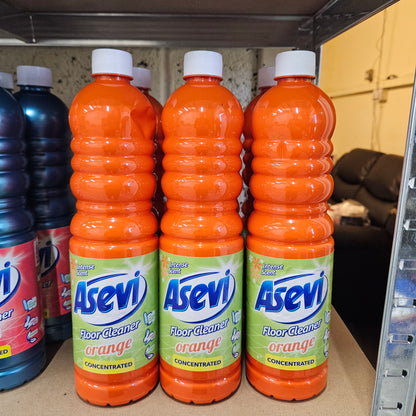 Intense
Scent
Asevi
Floor Cleaner
orange
CONCENTRATED
Intense
Scent
Asevi
Floor Cleaner
orange
CONCENTRATED
Intense
Scent
Asevi
Floor Cleaner
orange
CONCENTRATED